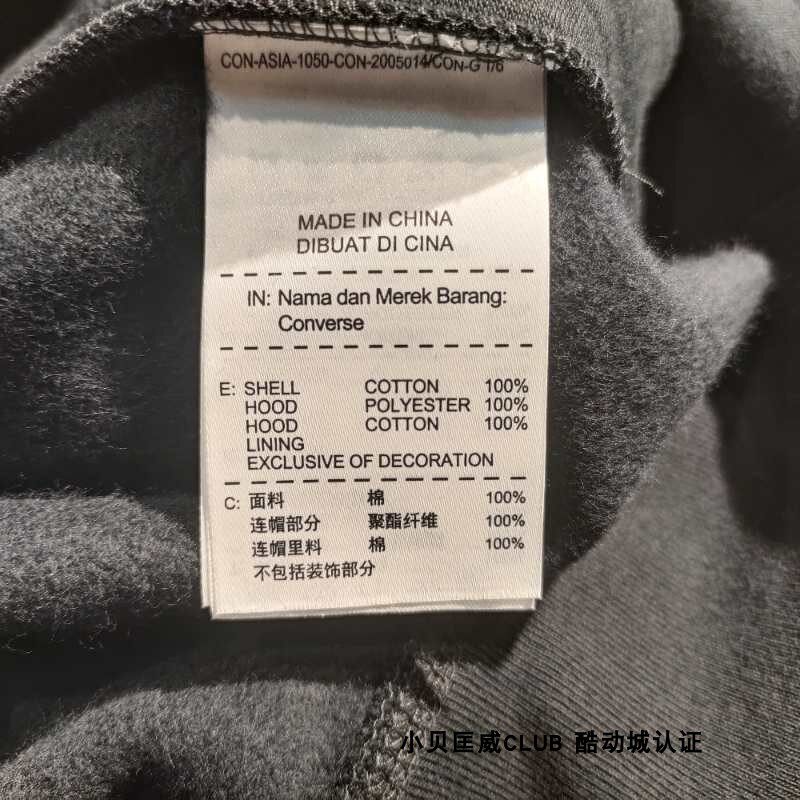 CON-ASIA-1050-CON-2005014/CON-G 1/6
MADE IN CHINA
DIBUAT DI CINA
IN: Nama dan Merek Barang:
Converse
E: SHELL COTTON 100%
HOOD POLYESTER 100%
HOOD COTTON 100%
LINING
EXCLUSIVE OF DECORATION
C: 面料 棉 100%
连帽部分 聚酯纤维 100%
连帽里料 棉 100%
不包括装饰部分
小贝匡威CLUB 酷动城认证